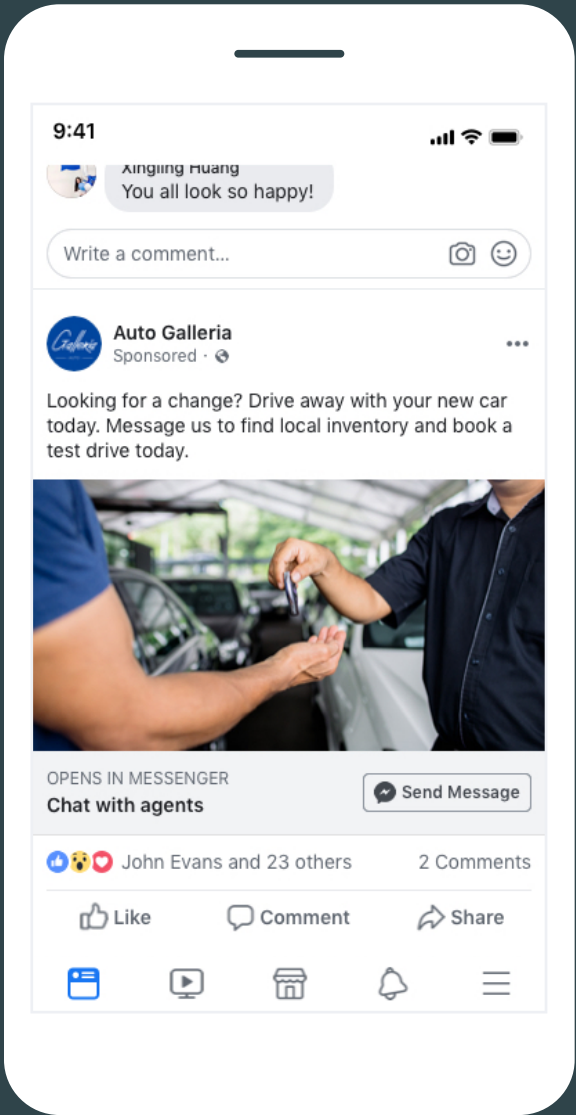 9:41
Xingling Huang
You all look so happy!
Write a comment...
Galleria
Auto Galleria
Sponsored ·
Looking for a change? Drive away with your new car
today. Message us to find local inventory and book a
test drive today.
OPENS IN MESSENGER
Chat with agents
Send Message
John Evans and 23 others
2 Comments
Like
Comment
Share